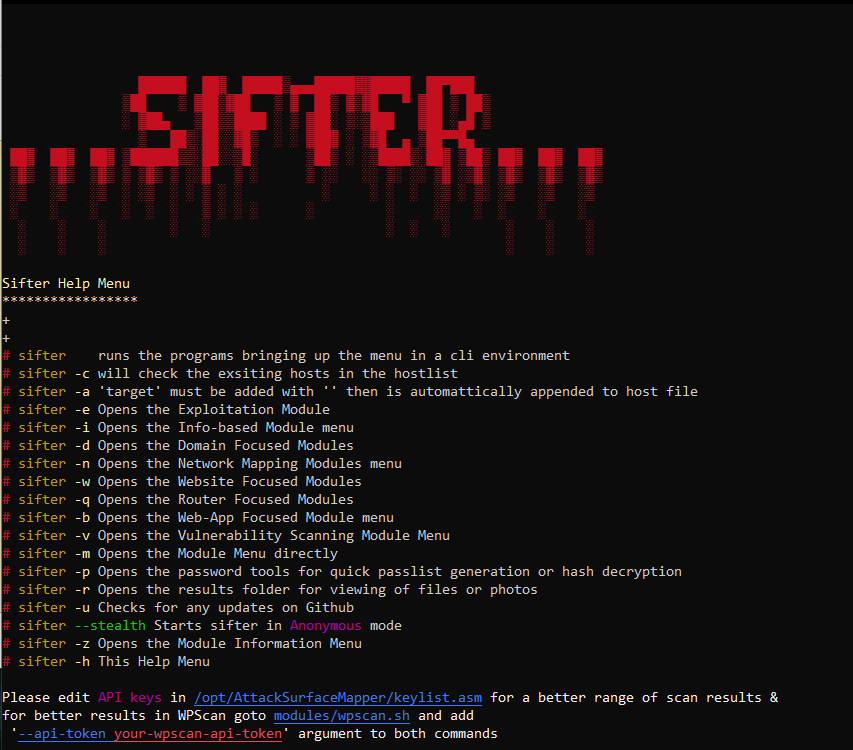 SIFTER
Sifter Help Menu
*****************
+
+
# sifter    runs the programs bringing up the menu in a cli environment
# sifter -c will check the exsiting hosts in the hostlist
# sifter -a 'target' must be added with '' then is automattically appended to host file
# sifter -e Opens the Exploitation Module
# sifter -i Opens the Info-based Module menu
# sifter -d Opens the Domain Focused Modules
# sifter -n Opens the Network Mapping Modules menu
# sifter -w Opens the Website Focused Modules
# sifter -q Opens the Router Focused Modules
# sifter -b Opens the Web-App Focused Module menu
# sifter -v Opens the Vulnerability Scanning Module Menu
# sifter -m Opens the Module Menu directly
# sifter -p Opens the password tools for quick passlist generation or hash decryption
# sifter -r Opens the results folder for viewing of files or photos
# sifter -u Checks for any updates on Github
# sifter --stealth Starts sifter in Anonymous mode
# sifter -z Opens the Module Information Menu
# sifter -h This Help Menu
Please edit API keys in /opt/AttackSurfaceMapper/keylist.asm for a better range of scan results &
for better results in WPScan goto modules/wpscan.sh and add
'--api-token your-wpscan-api-token' argument to both commands